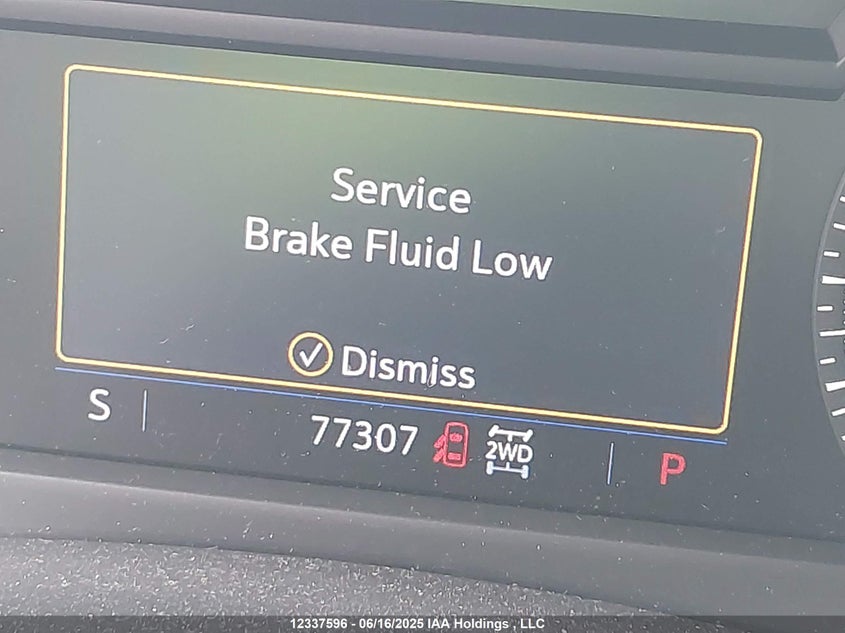 Service
Brake Fluid Low
Dismiss
S
77307
2WD
P
12337596 - 06/16/2025 IAA Holdings , LLC